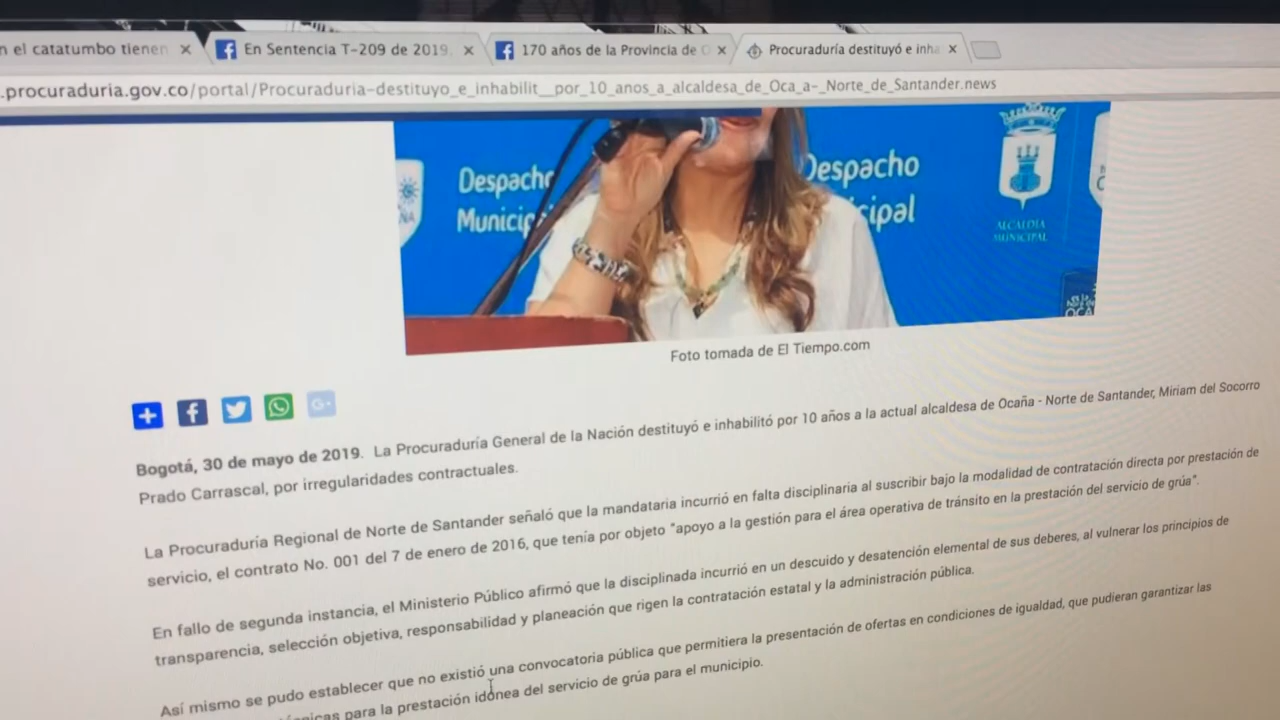 n el catatumbo tienen
En Sentencia T-209 de 2019.
170 años de la Provincia de
Procuraduría destituyó e inha
.procuraduria.gov.co/portal/Procuraduria-destituyo_e_inhabilit__por_10_anos_a_alcaldesa_de_Oca_a-_Norte_de_Santander.news
Despacho
Municip
Despacho
cipal
ALCALDIA
MUNICIPAL
NA
OCA
Foto tomada de El Tiempo.com
Bogotá, 30 de mayo de 2019. La Procuraduría General de la Nación destituyó e inhabilitó por 10 años a la actual alcaldesa de Ocaña - Norte de Santander, Miriam del Socorro
Prado Carrascal, por irregularidades contractuales.
La Procuraduría Regional de Norte de Santander señaló que la mandataria incurrió en falta disciplinaria al suscribir bajo la modalidad de contratación directa por prestación de
servicio, el contrato No. 001 del 7 de enero de 2016, que tenía por objeto "apoyo a la gestión para el área operativa de tránsito en la prestación del servicio de grúa".
En fallo de segunda instancia, el Ministerio Público afirmó que la disciplinada incurrió en un descuido y desatención elemental de sus deberes, al vulnerar los principios de
transparencia, selección objetiva, responsabilidad y planeación que rigen la contratación estatal y la administración pública.
Así mismo se pudo establecer que no existió una convocatoria pública que permitiera la presentación de ofertas en condiciones de igualdad, que pudieran garantizar las
para la prestación idónea del servicio de grúa para el municipio.